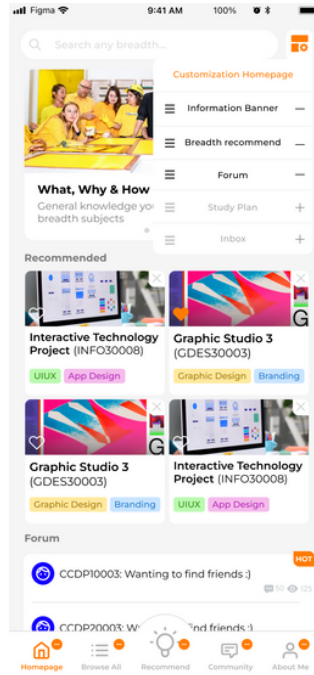 Figma 9:41 AM 100%
Search any breadth...
Customization Homepage
Information Banner
Breadth recommend
Forum
Study Plan
Inbox
What, Why & How
General knowledge yo
breadth subjects
Recommended
Interactive Technology
Project (INFO30008)
UIUX App Design
Graphic Studio 3
(GDES30003)
Graphic Design Branding
Graphic Studio 3
(GDES30003)
Graphic Design Branding
Interactive Technology
Project (INFO30008)
UIUX App Design
Forum
HOT
CCDP10003: Wanting to find friends :)
50 125
CCDP20003: W nd friends :)
Homepage Browse All Recommend Community About Me